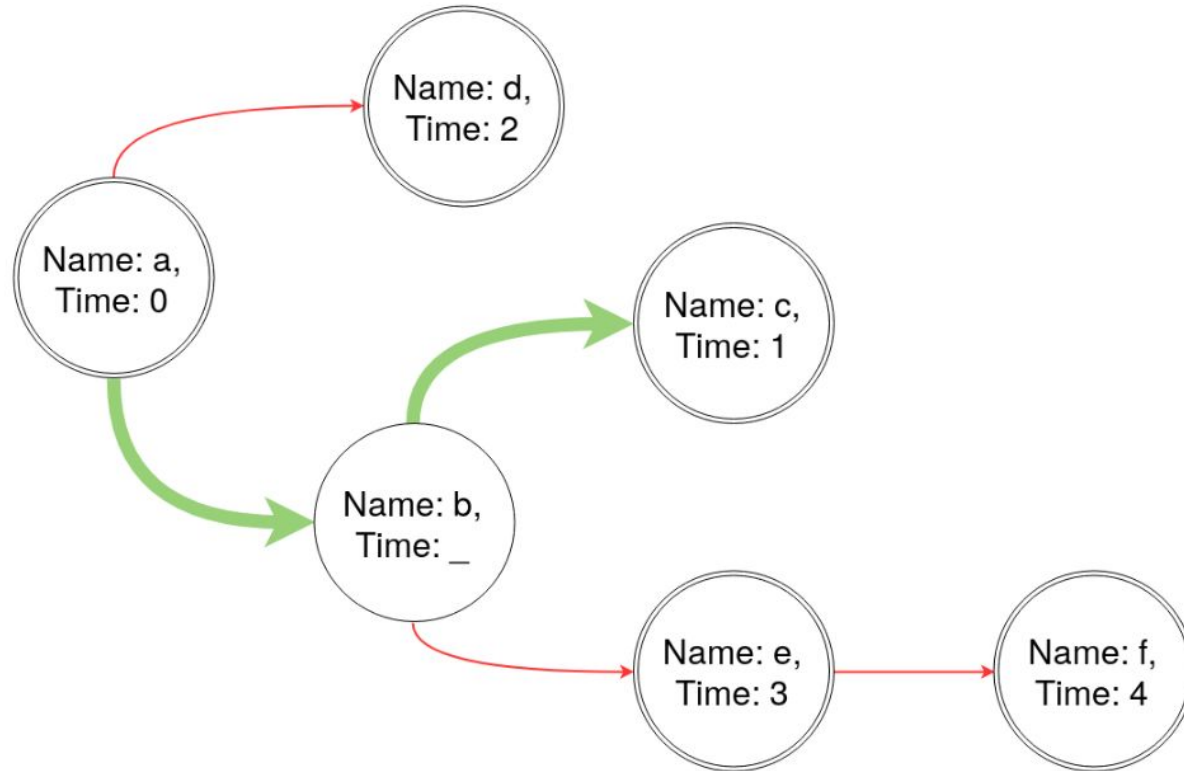 Name: d,
Time: 2
Name: a,
Time: 0
Name: c,
Time: 1
Name: b,
Time: _
Name: e,
Time: 3
Name: f,
Time: 4